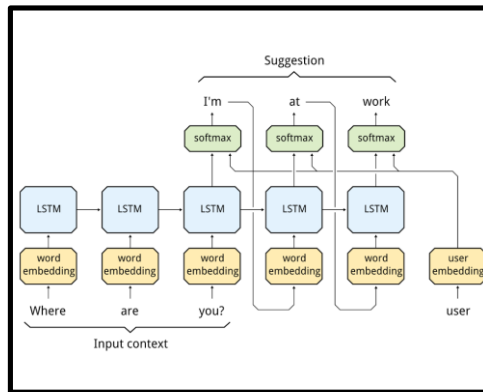 Suggestion
I'm at work
softmax softmax softmax
LSTM LSTM LSTM LSTM LSTM
word embedding word embedding word embedding word embedding word embedding user embedding
Where are you? user
Input context